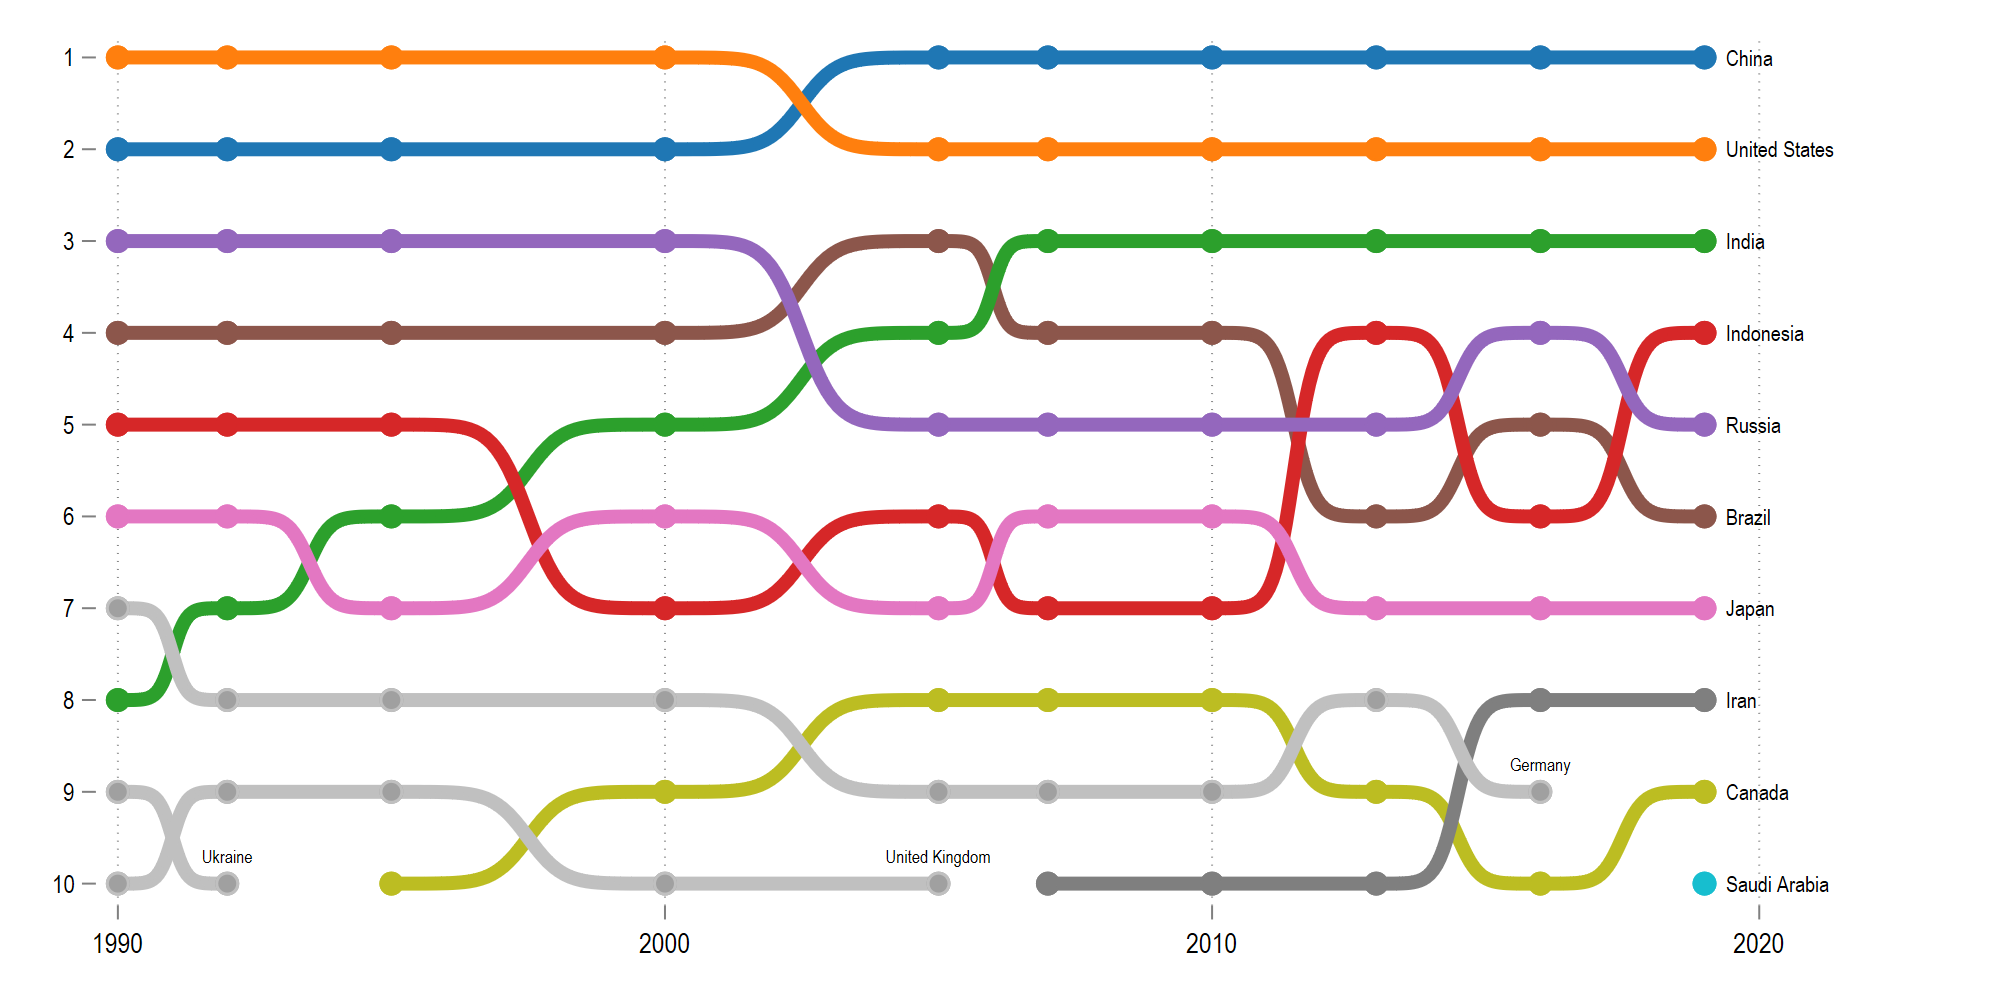 1
China
2
United States
3
India
4
Indonesia
5
Russia
6
Brazil
7
Japan
8
Iran
Germany
9
Canada
Ukraine
United Kingdom
10
Saudi Arabia
1990
2000
2010
2020